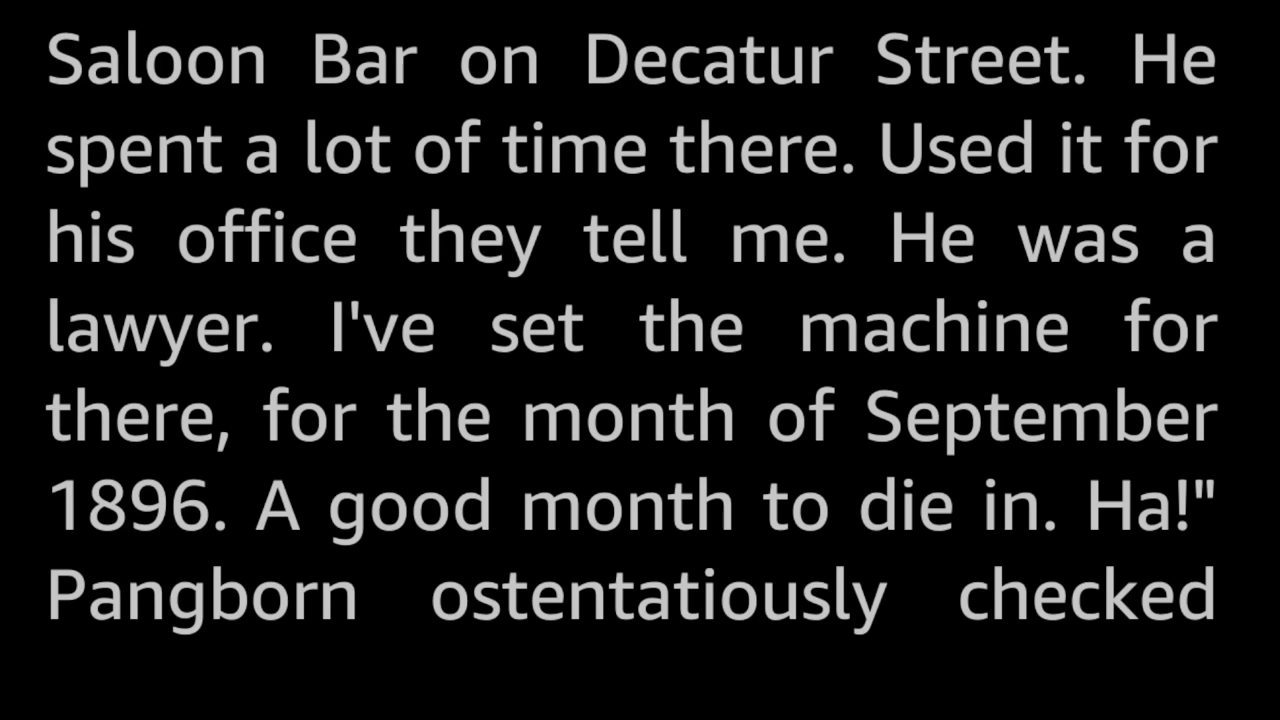 Saloon Bar on Decatur Street. He
spent a lot of time there. Used it for
his office they tell me. He was a
lawyer. I've set the machine for
there, for the month of September
1896. A good month to die in. Ha!"
Pangborn ostentatiously checked